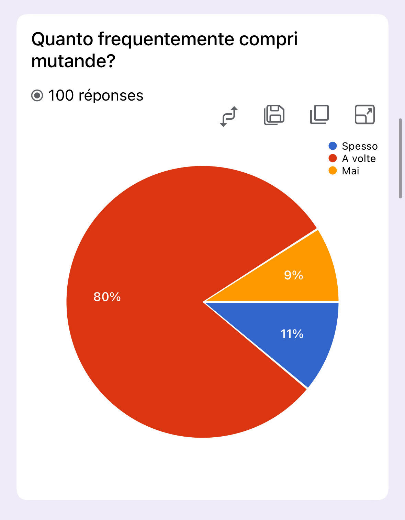 Quanto frequentemente compri
mutande?
100 réponses
Spesso
A volte
Mai
9%
80%
11%